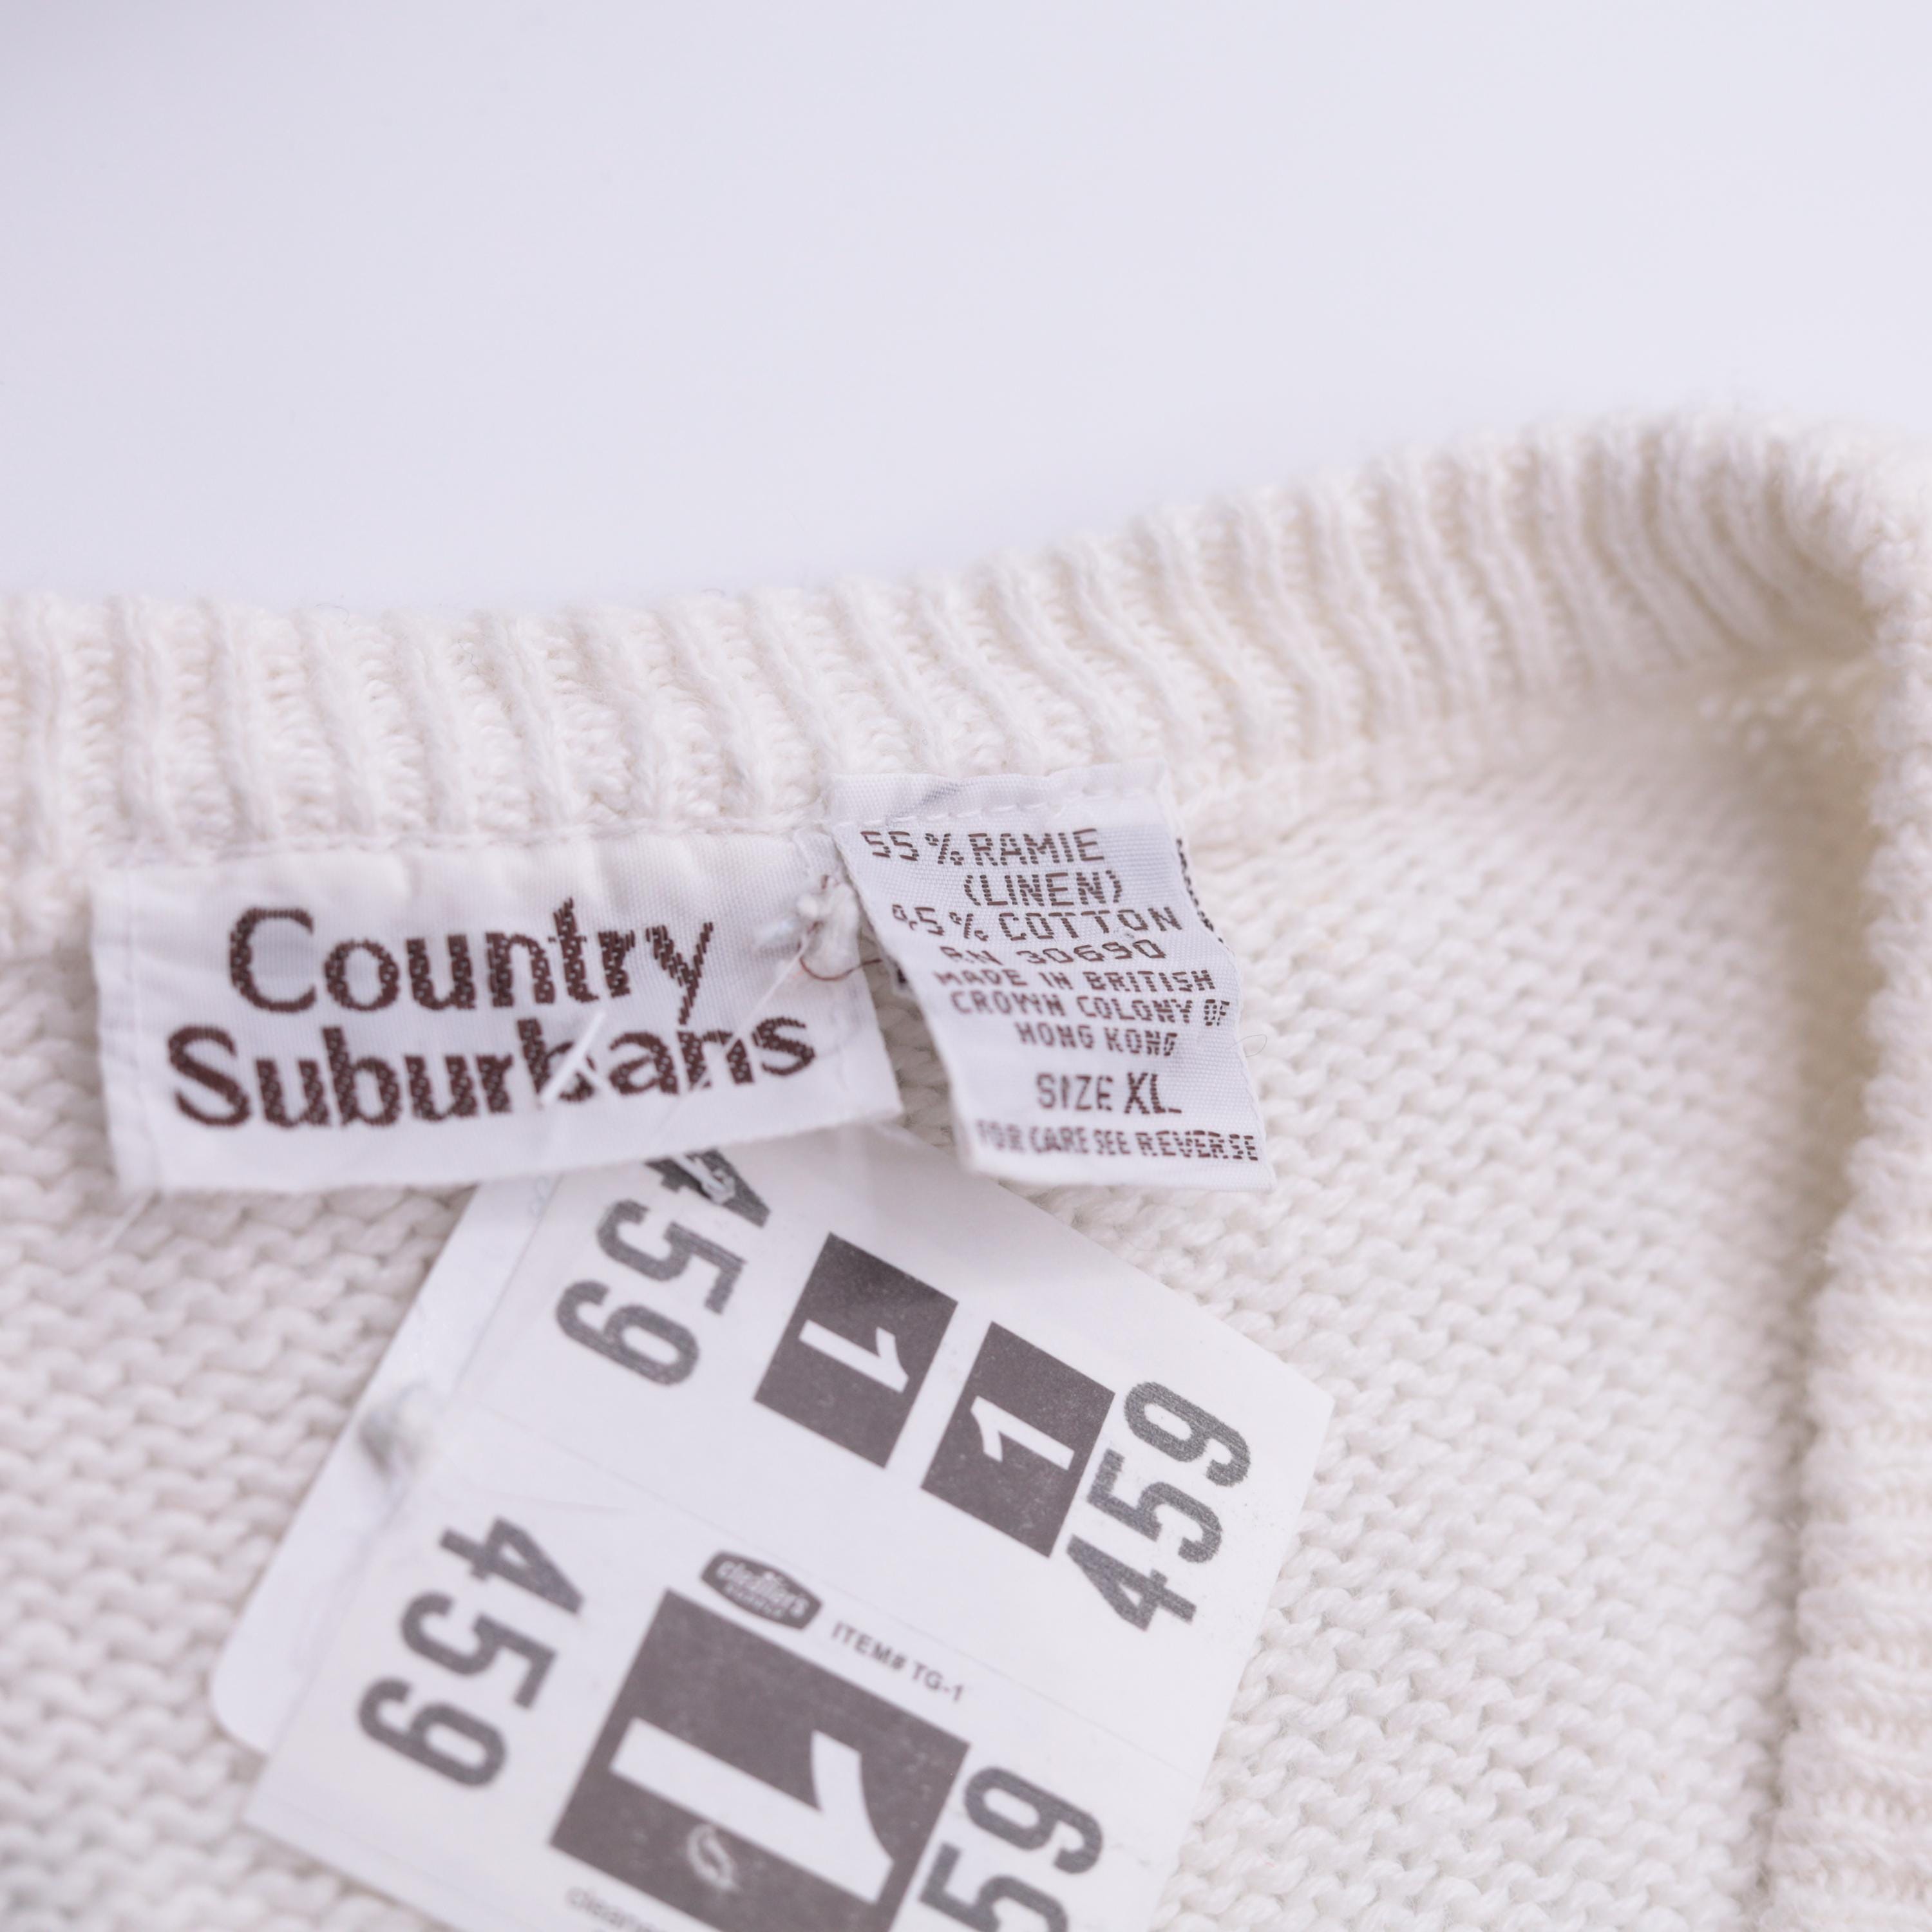 Country
Suburbans
55% RAMIE
(LINEN)
45% COTTON
RN 30690
MADE IN BRITISH
CROWN COLONY OF
HONG KONG
SIZE XL
FOR CARE SEE REVERSE
459
1
1
459
459
ITEM# TG-1
1
59